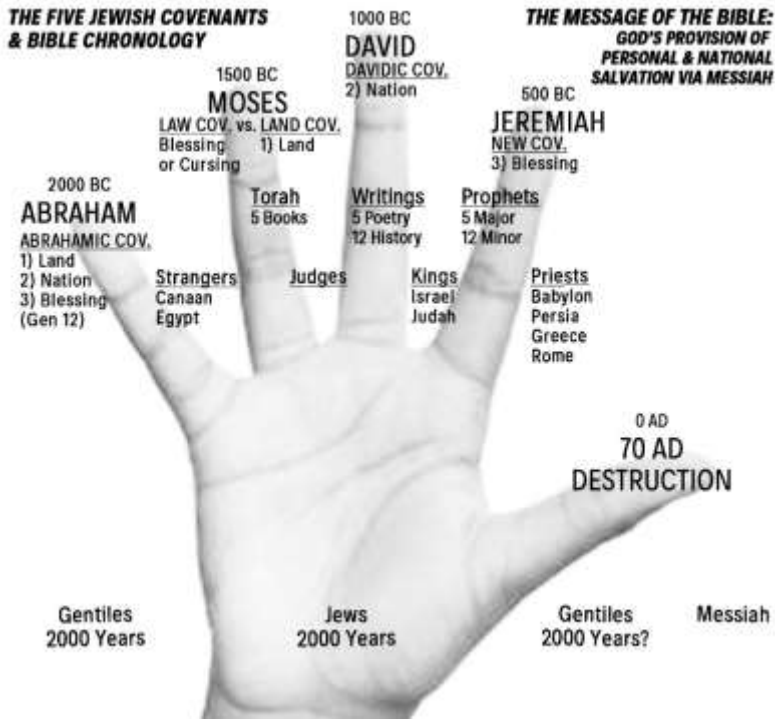 THE FIVE JEWISH COVENANTS
& BIBLE CHRONOLOGY
THE MESSAGE OF THE BIBLE:
GOD'S PROVISION OF
PERSONAL & NATIONAL
SALVATION VIA MESSIAH
2000 BC
ABRAHAM
ABRAHAMIC COV.
1) Land
2) Nation
3) Blessing
(Gen 12)
1500 BC
MOSES
LAW COV. vs. LAND COV.
Blessing 1) Land
or Cursing
1000 BC
DAVID
DAVIDIC COV.
2) Nation
500 BC
JEREMIAH
NEW COV.
3) Blessing
Torah
5 Books
Writings
5 Poetry
12 History
Prophets
5 Major
12 Minor
Strangers
Canaan
Egypt
Judges
Kings
Israel
Judah
Priests
Babylon
Persia
Greece
Rome
0 AD
70 AD
DESTRUCTION
Gentiles
2000 Years
Jews
2000 Years
Gentiles
2000 Years?
Messiah